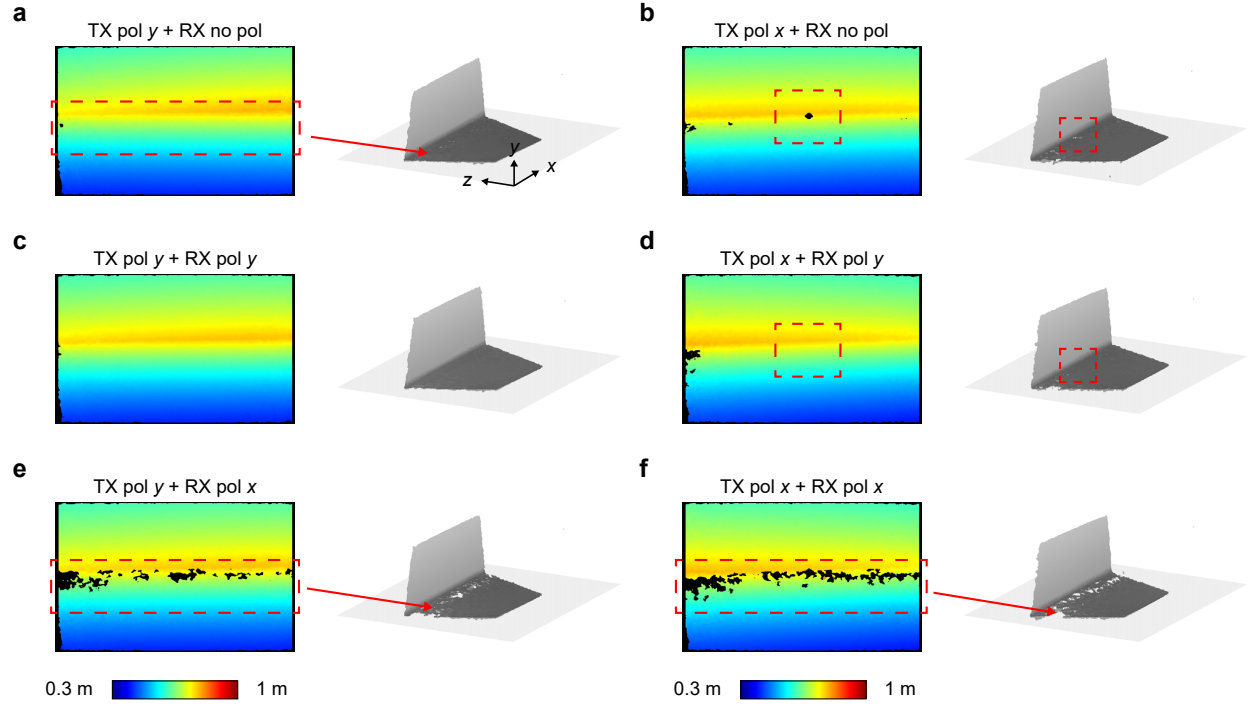 a
TX pol y + RX no pol
y
x
z
b
TX pol x + RX no pol
c
TX pol y + RX pol y
d
TX pol x + RX pol y
e
TX pol y + RX pol x
f
TX pol x + RX pol x
0.3 m 1 m
0.3 m 1 m